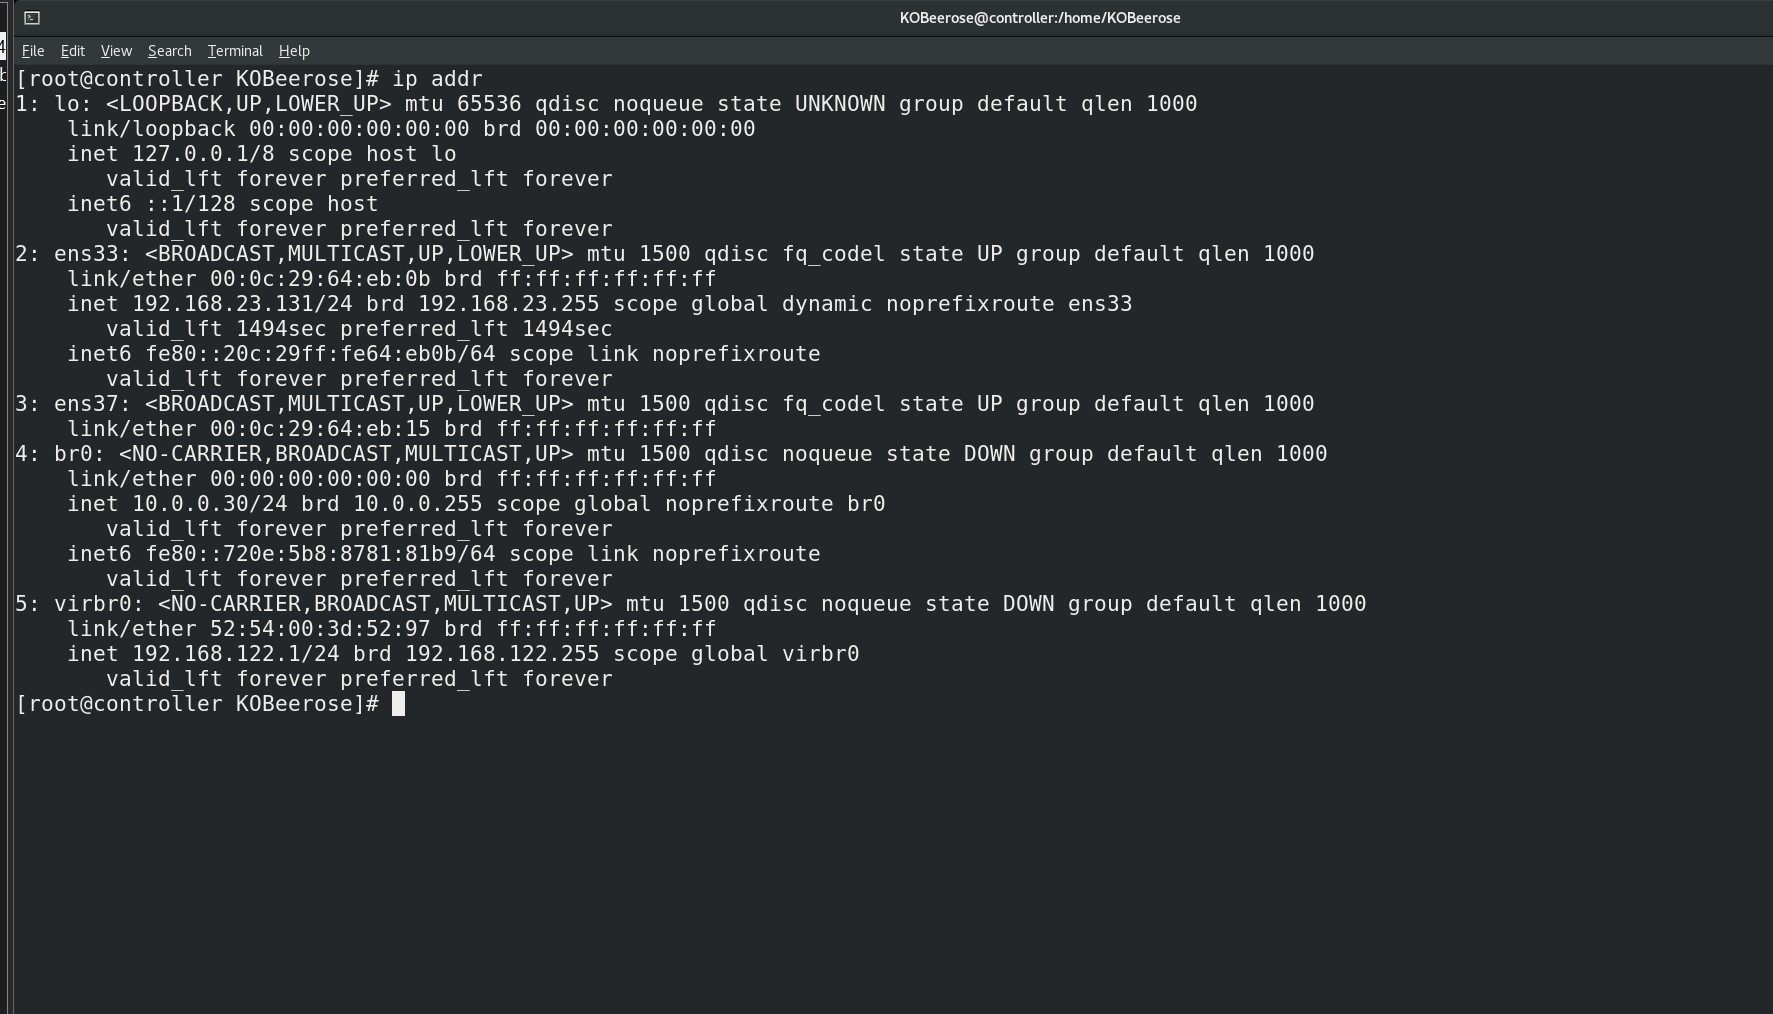 KOBeerose@controller:/home/KOBeerose
File Edit View Search Terminal Help
[root@controller KOBeerose]# ip addr
1: lo: <LOOPBACK,UP,LOWER_UP> mtu 65536 qdisc noqueue state UNKNOWN group default qlen 1000
    link/loopback 00:00:00:00:00:00 brd 00:00:00:00:00:00
    inet 127.0.0.1/8 scope host lo
       valid_lft forever preferred_lft forever
    inet6 ::1/128 scope host
       valid_lft forever preferred_lft forever
2: ens33: <BROADCAST,MULTICAST,UP,LOWER_UP> mtu 1500 qdisc fq_codel state UP group default qlen 1000
    link/ether 00:0c:29:64:eb:0b brd ff:ff:ff:ff:ff:ff
    inet 192.168.23.131/24 brd 192.168.23.255 scope global dynamic noprefixroute ens33
       valid_lft 1494sec preferred_lft 1494sec
    inet6 fe80::20c:29ff:fe64:eb0b/64 scope link noprefixroute
       valid_lft forever preferred_lft forever
3: ens37: <BROADCAST,MULTICAST,UP,LOWER_UP> mtu 1500 qdisc fq_codel state UP group default qlen 1000
    link/ether 00:0c:29:64:eb:15 brd ff:ff:ff:ff:ff:ff
4: br0: <NO-CARRIER,BROADCAST,MULTICAST,UP> mtu 1500 qdisc noqueue state DOWN group default qlen 1000
    link/ether 00:00:00:00:00:00 brd ff:ff:ff:ff:ff:ff
    inet 10.0.0.30/24 brd 10.0.0.255 scope global noprefixroute br0
       valid_lft forever preferred_lft forever
    inet6 fe80::720e:5b8:8781:81b9/64 scope link noprefixroute
       valid_lft forever preferred_lft forever
5: virbr0: <NO-CARRIER,BROADCAST,MULTICAST,UP> mtu 1500 qdisc noqueue state DOWN group default qlen 1000
    link/ether 52:54:00:3d:52:97 brd ff:ff:ff:ff:ff:ff
    inet 192.168.122.1/24 brd 192.168.122.255 scope global virbr0
       valid_lft forever preferred_lft forever
[root@controller KOBeerose]#